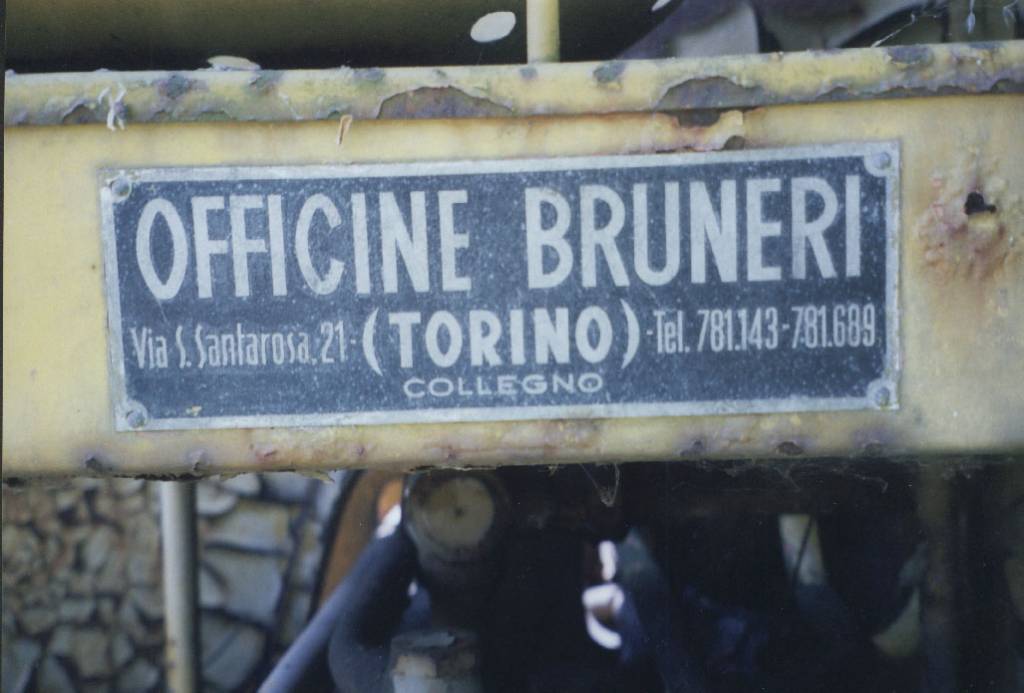 OFFICINE BRUNERI
Via S. Santarosa. 21 - (TORINO) - Tel. 781.143 - 781.689
COLLEGNO